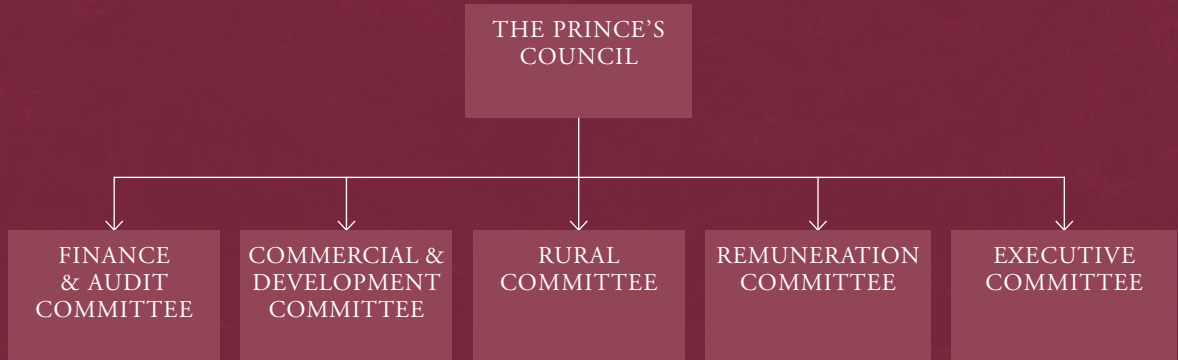 THE PRINCE’S
COUNCIL
FINANCE
& AUDIT
COMMITTEE
COMMERCIAL &
DEVELOPMENT
COMMITTEE
RURAL
COMMITTEE
REMUNERATION
COMMITTEE
EXECUTIVE
COMMITTEE